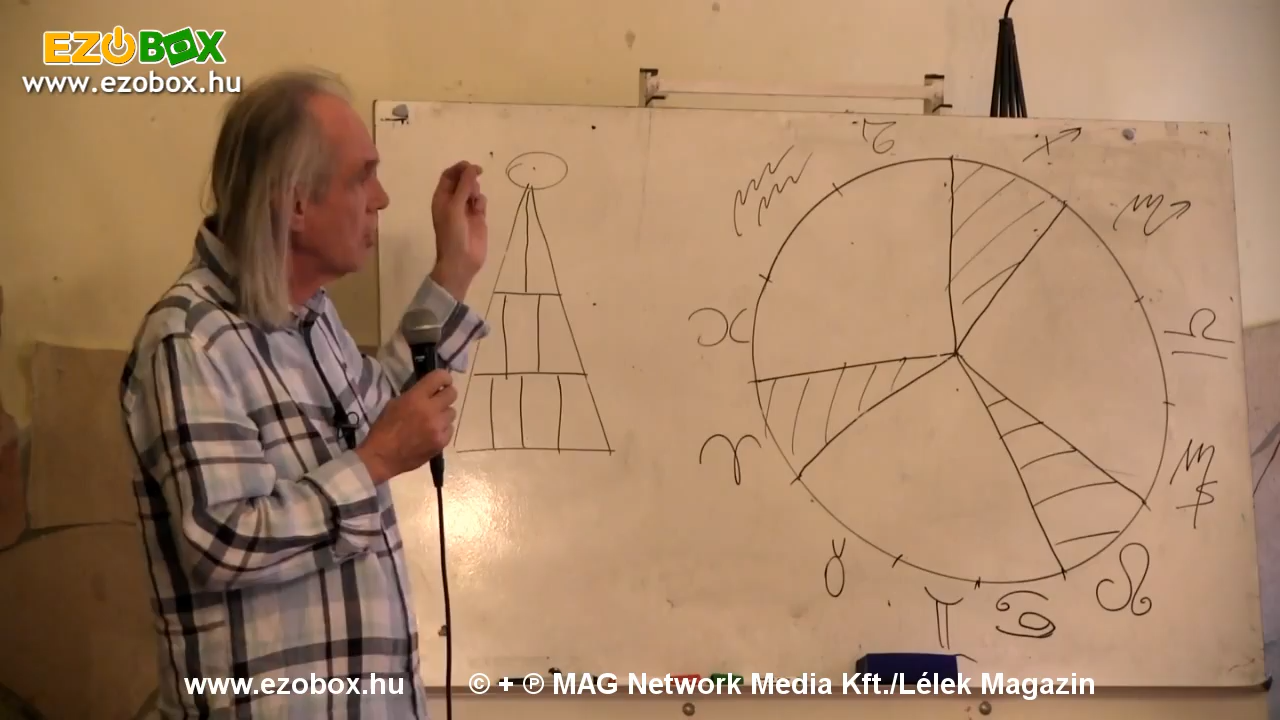 EZOBOX
www.ezobox.hu
♑ ♐
♒ ♏
♓ ♎
♈ ♍
♉ ♌
♊ ♋
www.ezobox.hu © + ℗ MAG Network Media Kft./Lélek Magazin